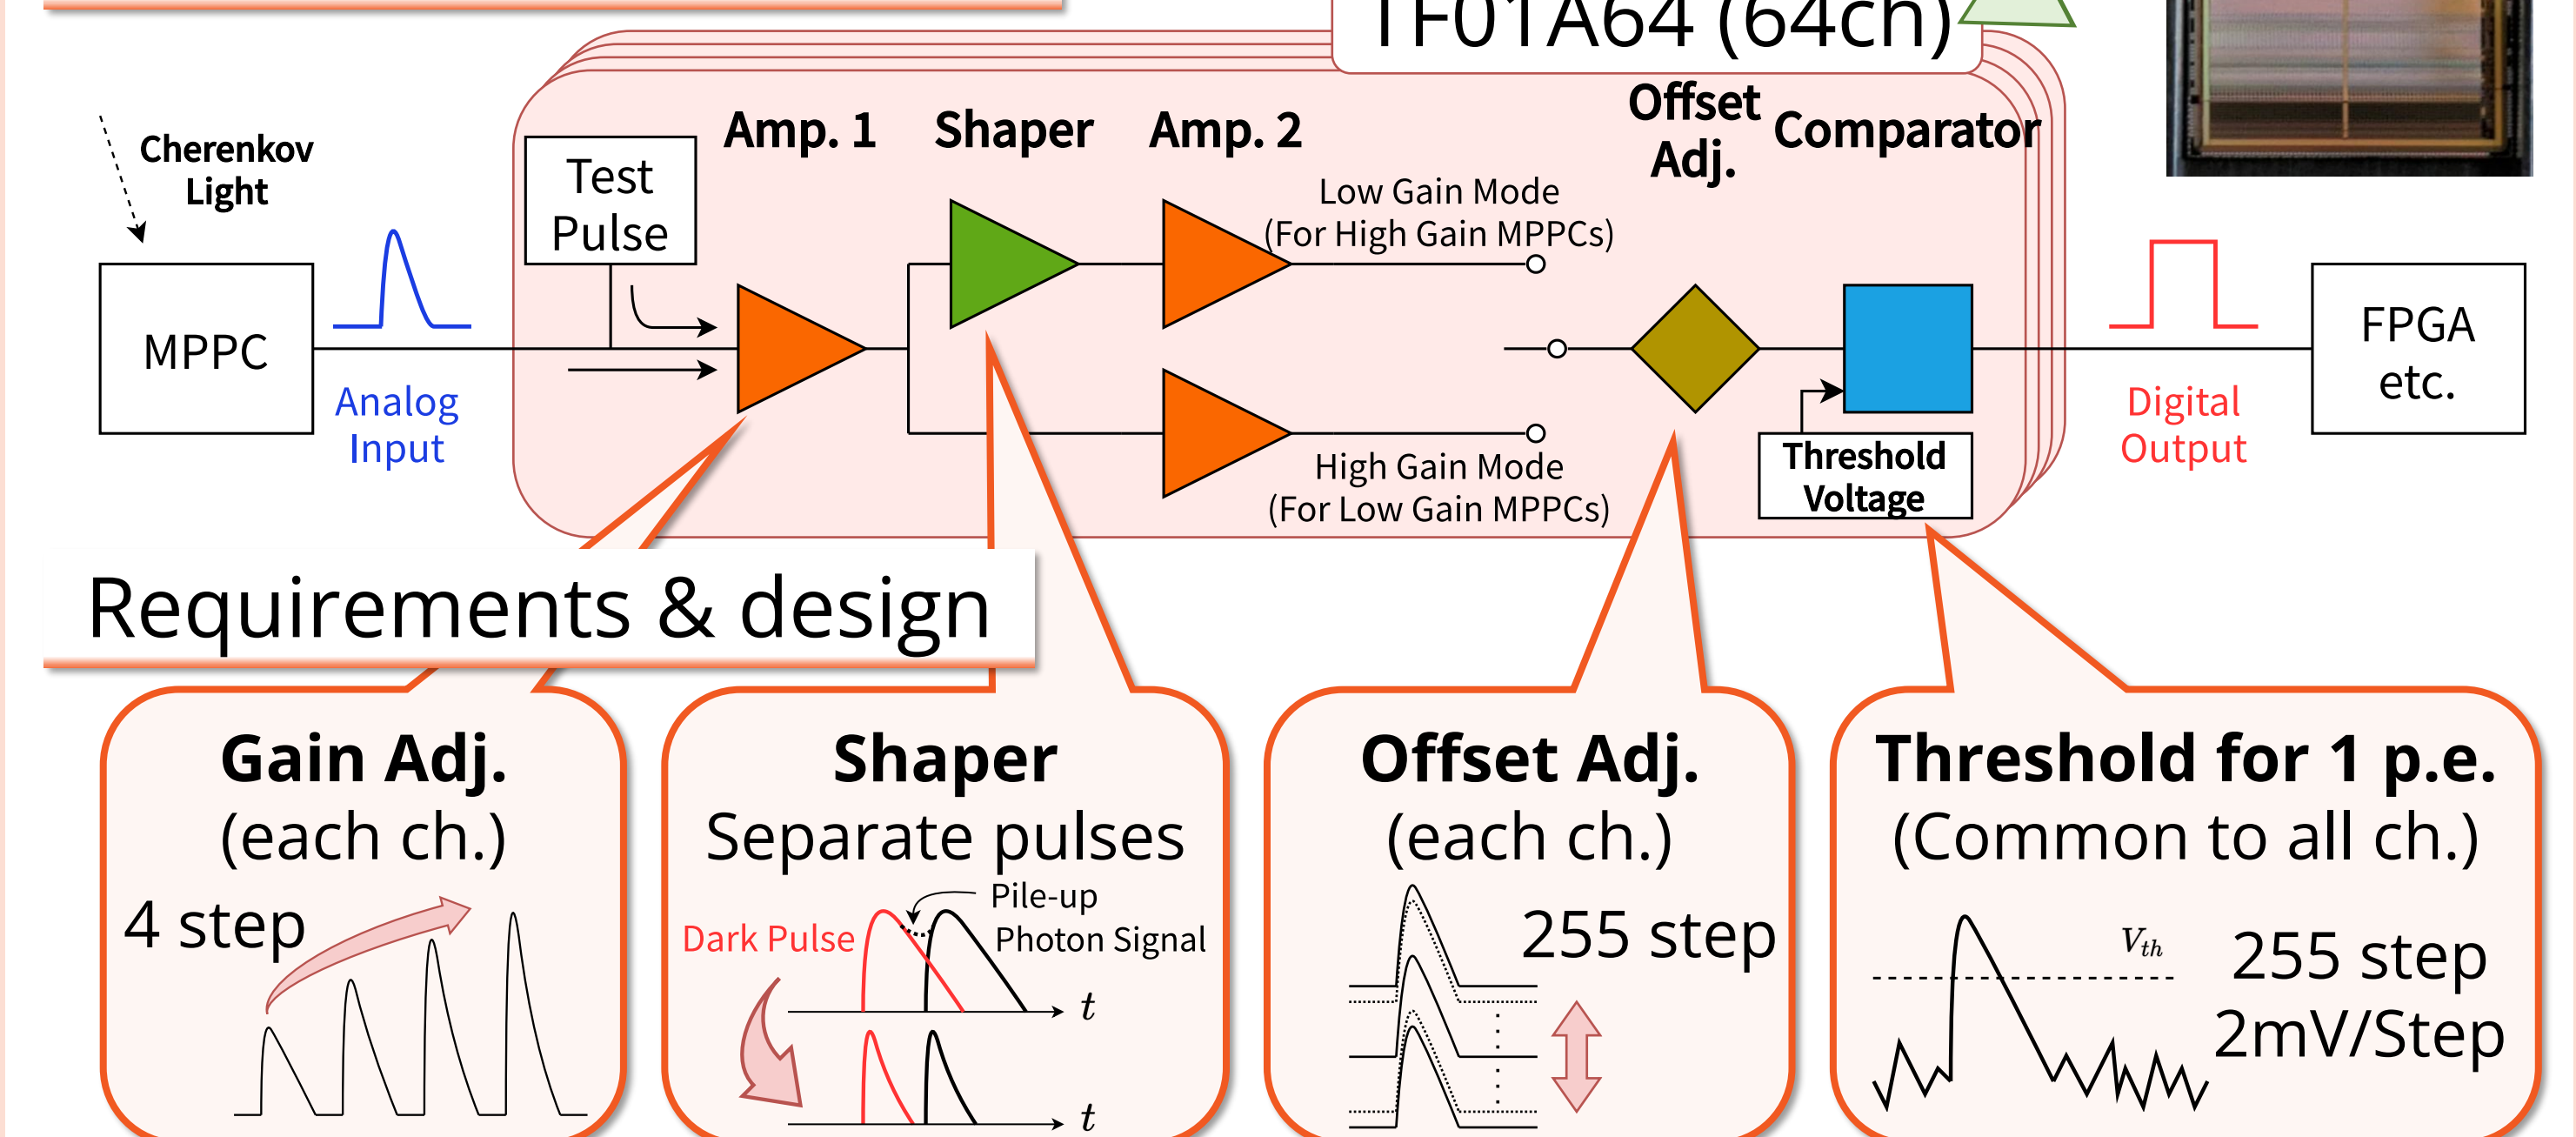 TF01A64 (64ch)
Cherenkov
Light
Test
Pulse
Amp. 1
Shaper
Amp. 2
Offset
Adj.
Comparator
Low Gain Mode
(For High Gain MPPCs)
MPPC
Analog
Input
High Gain Mode
(For Low Gain MPPCs)
Threshold
Voltage
Digital
Output
FPGA
etc.
Requirements & design
Gain Adj.
(each ch.)
4 step
Shaper
Separate pulses
Pile-up
Dark Pulse
Photon Signal
t
t
Offset Adj.
(each ch.)
255 step
Threshold for 1 p.e.
(Common to all ch.)
Vth
255 step
2mV/Step